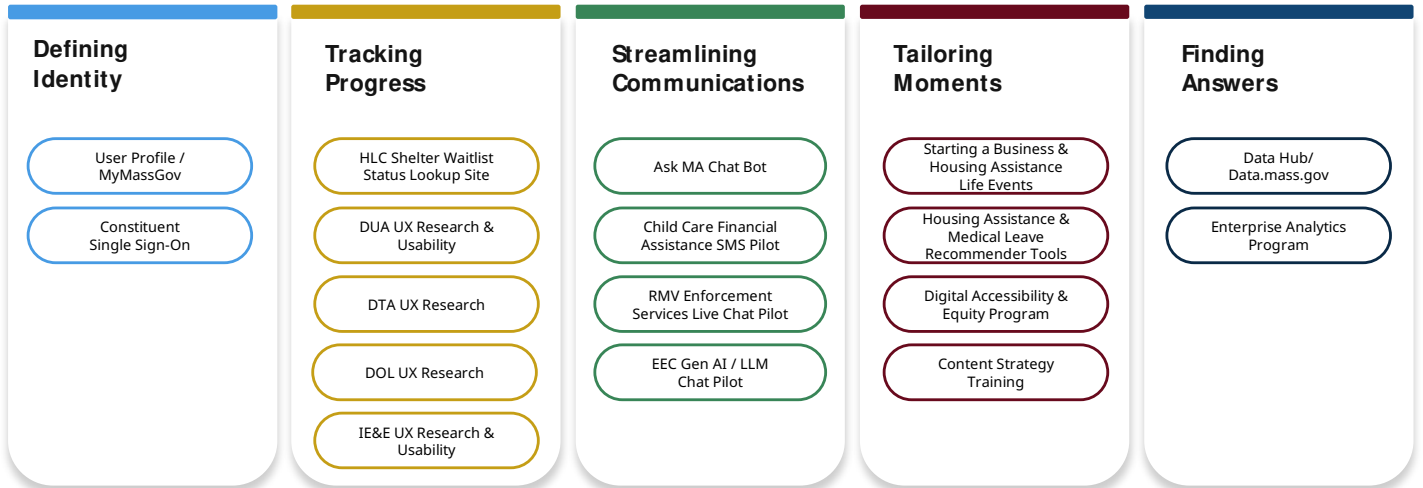 Defining
Identity
User Profile /
MyMassGov
Constituent
Single Sign-On
Tracking
Progress
HLC Shelter Waitlist
Status Lookup Site
DUA UX Research &
Usability
DTA UX Research
DOL UX Research
IE&E UX Research &
Usability
Streamlining
Communications
Ask MA Chat Bot
Child Care Financial
Assistance SMS Pilot
RMV Enforcement
Services Live Chat Pilot
EEC Gen AI / LLM
Chat Pilot
Tailoring
Moments
Starting a Business &
Housing Assistance
Life Events
Housing Assistance &
Medical Leave
Recommender Tools
Digital Accessibility &
Equity Program
Content Strategy
Training
Finding
Answers
Data Hub/
Data.mass.gov
Enterprise Analytics
Program